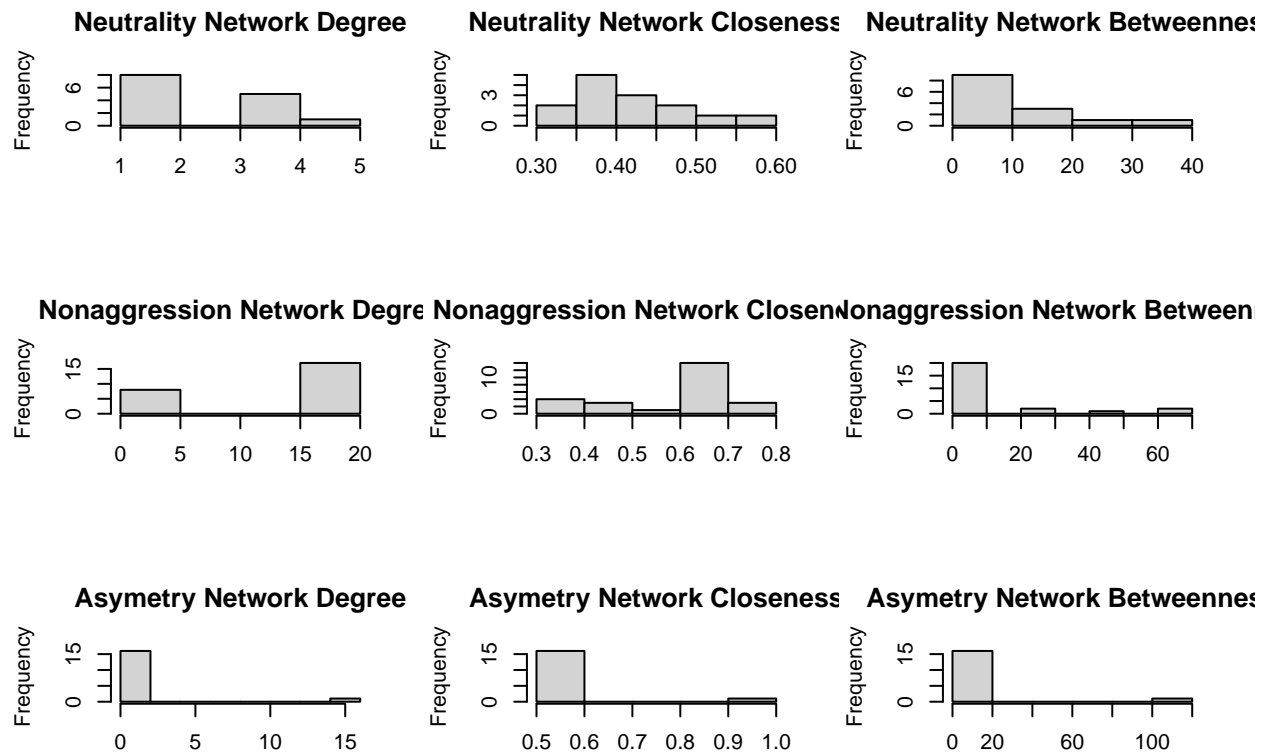 Neutrality Network Degree
Frequency
0 6
1 2 3 4 5
Neutrality Network Closeness
Frequency
0 3
0.30 0.40 0.50 0.60
Neutrality Network Betweennes
Frequency
0 6
0 10 20 30 40
Nonaggression Network Degre
Frequency
0 15
0 5 10 15 20
Nonaggression Network Closen
Frequency
0 10
0.3 0.4 0.5 0.6 0.7 0.8
Nonaggression Network Between
Frequency
0 15
0 20 40 60
Asymetry Network Degree
Frequency
0 15
0 5 10 15
Asymetry Network Closeness
Frequency
0 15
0.5 0.6 0.7 0.8 0.9 1.0
Asymetry Network Betweennes
Frequency
0 15
0 20 60 100